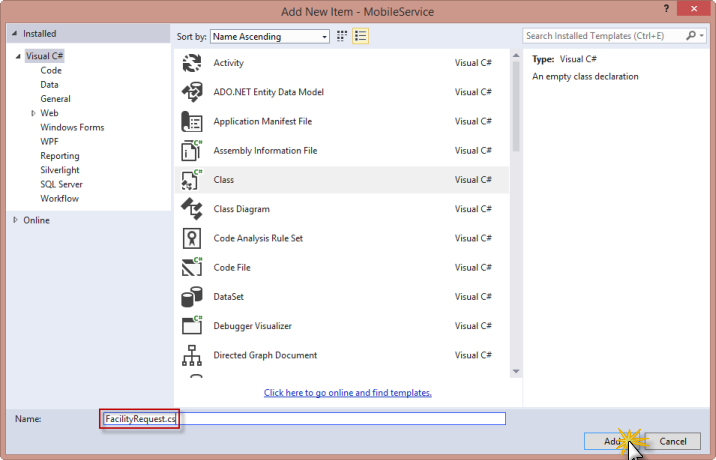 Add New Item - MobileService
? x
Installed
Sort by: Name Ascending
Search Installed Templates (Ctrl+E)
Visual C#
Code
Data
General
Web
Windows Forms
WPF
Reporting
Silverlight
SQL Server
Workflow
Online
Activity Visual C#
ADO.NET Entity Data Model Visual C#
Application Manifest File Visual C#
Assembly Information File Visual C#
Class Visual C#
Class Diagram Visual C#
Code Analysis Rule Set Visual C#
Code File Visual C#
DataSet Visual C#
Debugger Visualizer Visual C#
Directed Graph Document Visual C#
Click here to go online and find templates.
Type: Visual C#
An empty class declaration
Name: FacilityRequest.cs
Add Cancel